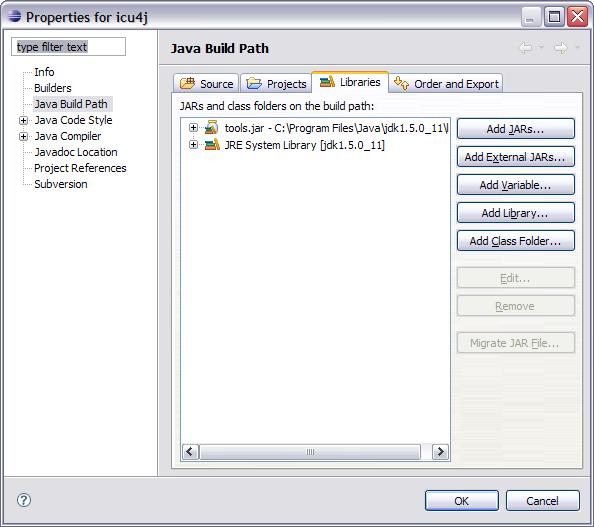 Properties for icu4j
type filter text
Info
Builders
Java Build Path
Java Code Style
Java Compiler
Javadoc Location
Project References
Subversion
Java Build Path
Source
Projects
Libraries
Order and Export
JARs and class folders on the build path:
tools.jar - C:\Program Files\Java\jdk1.5.0_11\l
JRE System Library [jdk1.5.0_11]
Add JARs...
Add External JARs...
Add Variable...
Add Library...
Add Class Folder...
Edit...
Remove
Migrate JAR File...
?
OK
Cancel